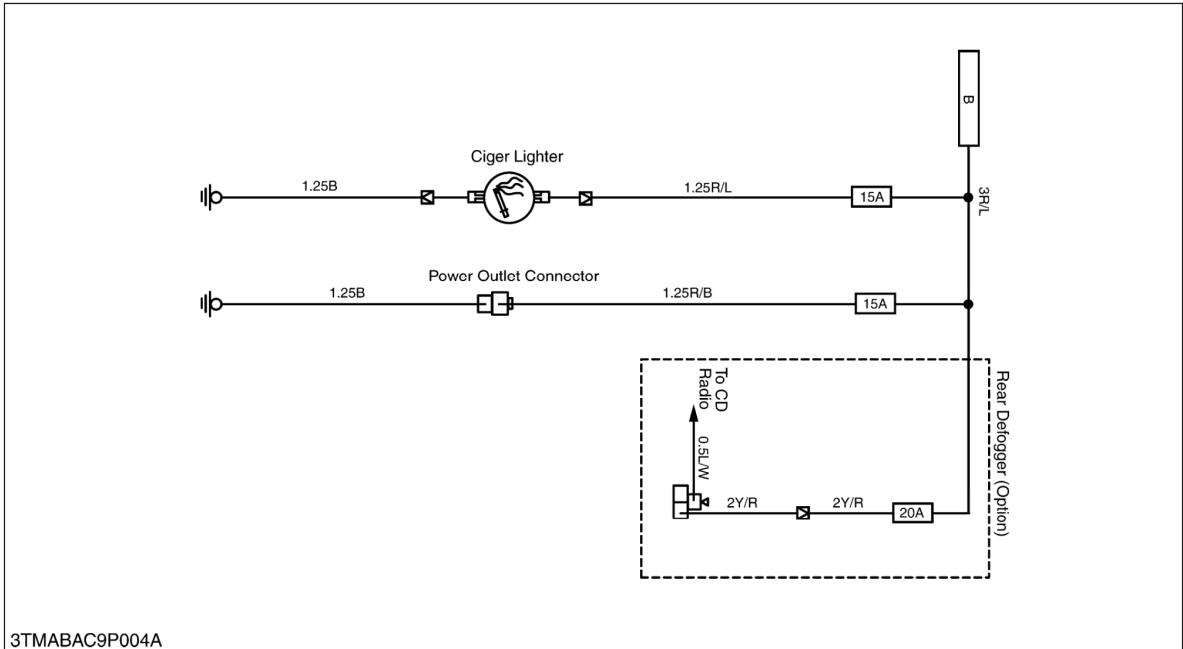 B
Ciger Lighter
1.25B
1.25R/L
15A
3R/L
Power Outlet Connector
1.25B
1.25R/B
15A
Rear Defogger (Option)
To CD
Radio
0.5L/W
2Y/R
2Y/R
20A
3TMABAC9P004A